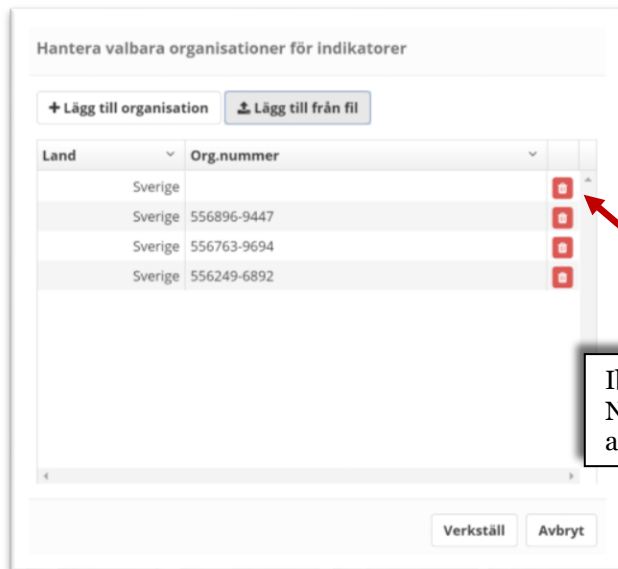 Hantera valbara organisationer för indikatorer
+ Lägg till organisation Lägg till från fil
Land Org.nummer
Sverige
Sverige 556896-9447
Sverige 556763-9694
Sverige 556249-6892
Verkställ Avbryt